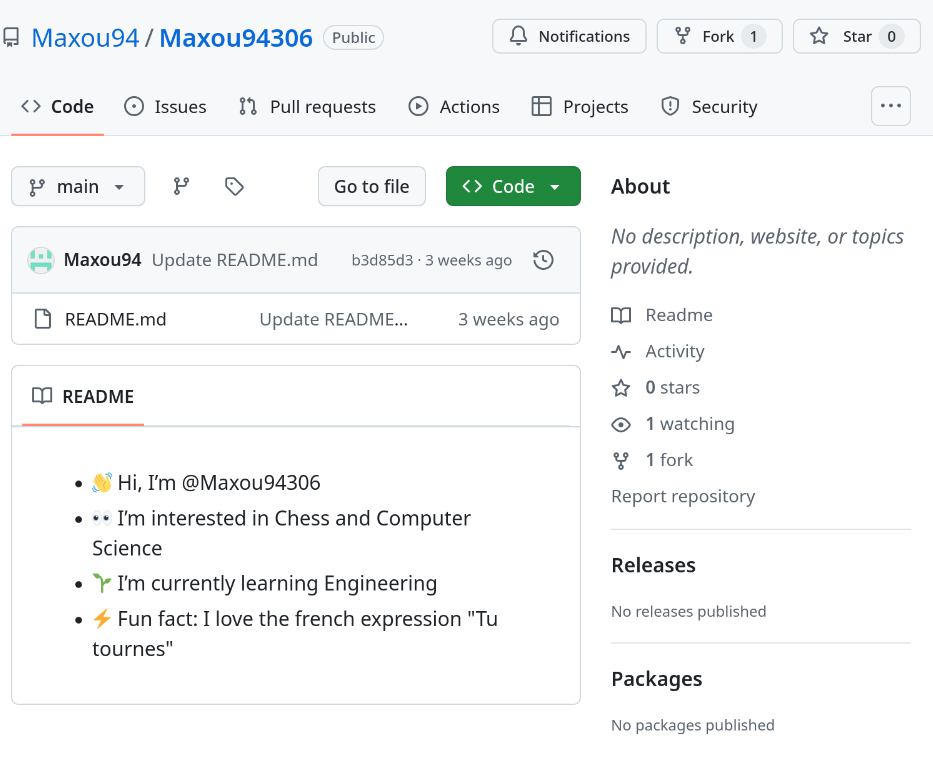 Maxou94 / Maxou94306 Public
Notifications
Fork 1
Star 0
Code
Issues
Pull requests
Actions
Projects
Security
main
Go to file
Code
Maxou94 Update README.md b3d85d3 · 3 weeks ago
README.md Update README... 3 weeks ago
README
👋 Hi, I’m @Maxou94306
👀 I’m interested in Chess and Computer
Science
🌱 I’m currently learning Engineering
⚡ Fun fact: I love the french expression "Tu
tournes"
About
No description, website, or topics
provided.
Readme
Activity
0 stars
1 watching
1 fork
Report repository
Releases
No releases published
Packages
No packages published